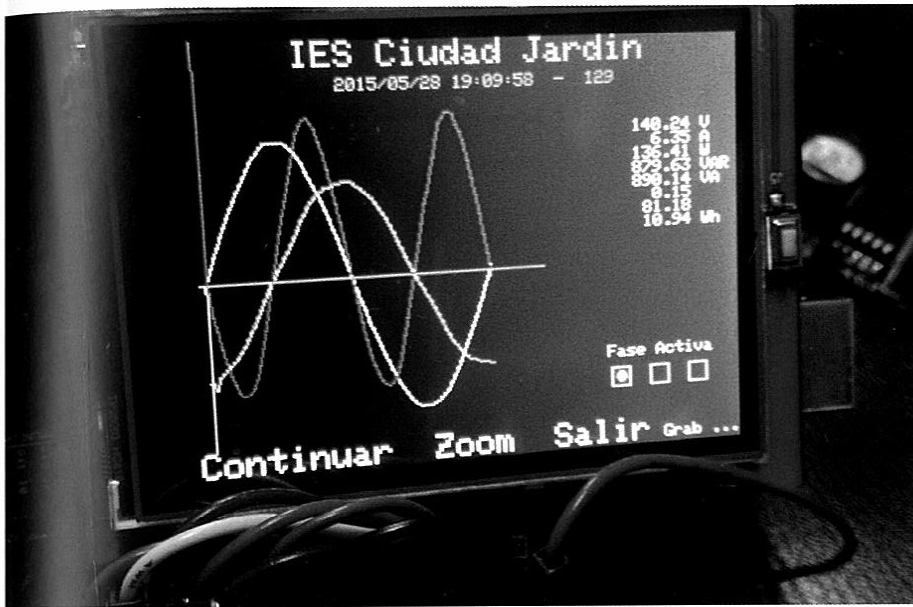 IES Ciudad Jardin
2015/05/28 19:09:58 - 129
140.24 V
6.35 A
136.41 W
879.63 VAR
890.14 VA
0.15
81.18
10.94 Wh
Fase Activa
Continuar Zoom Salir Grab ...